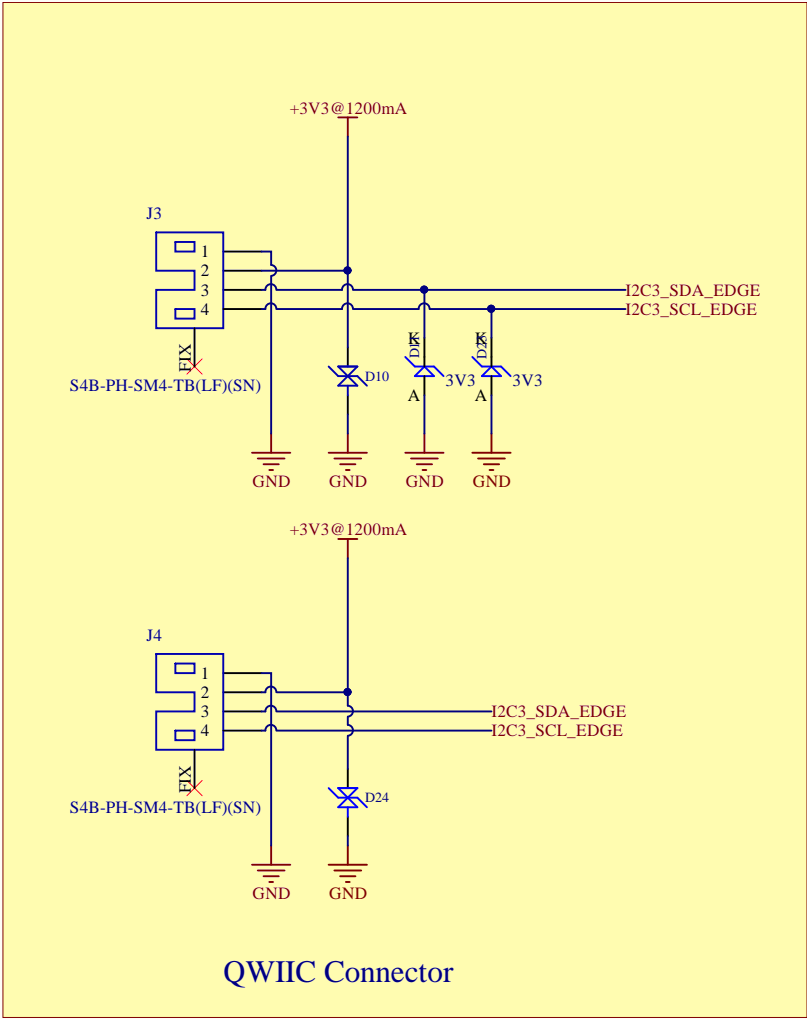 +3V3@1200mA
J3
1
2
3
4
I2C3_SDA_EDGE
I2C3_SCL_EDGE
FIX
S4B-PH-SM4-TB(LF)(SN)
D10
K
A
3V3
K
A
3V3
GND
GND
GND
GND
+3V3@1200mA
J4
1
2
3
4
I2C3_SDA_EDGE
I2C3_SCL_EDGE
FIX
S4B-PH-SM4-TB(LF)(SN)
D24
GND
GND
QWIIC Connector